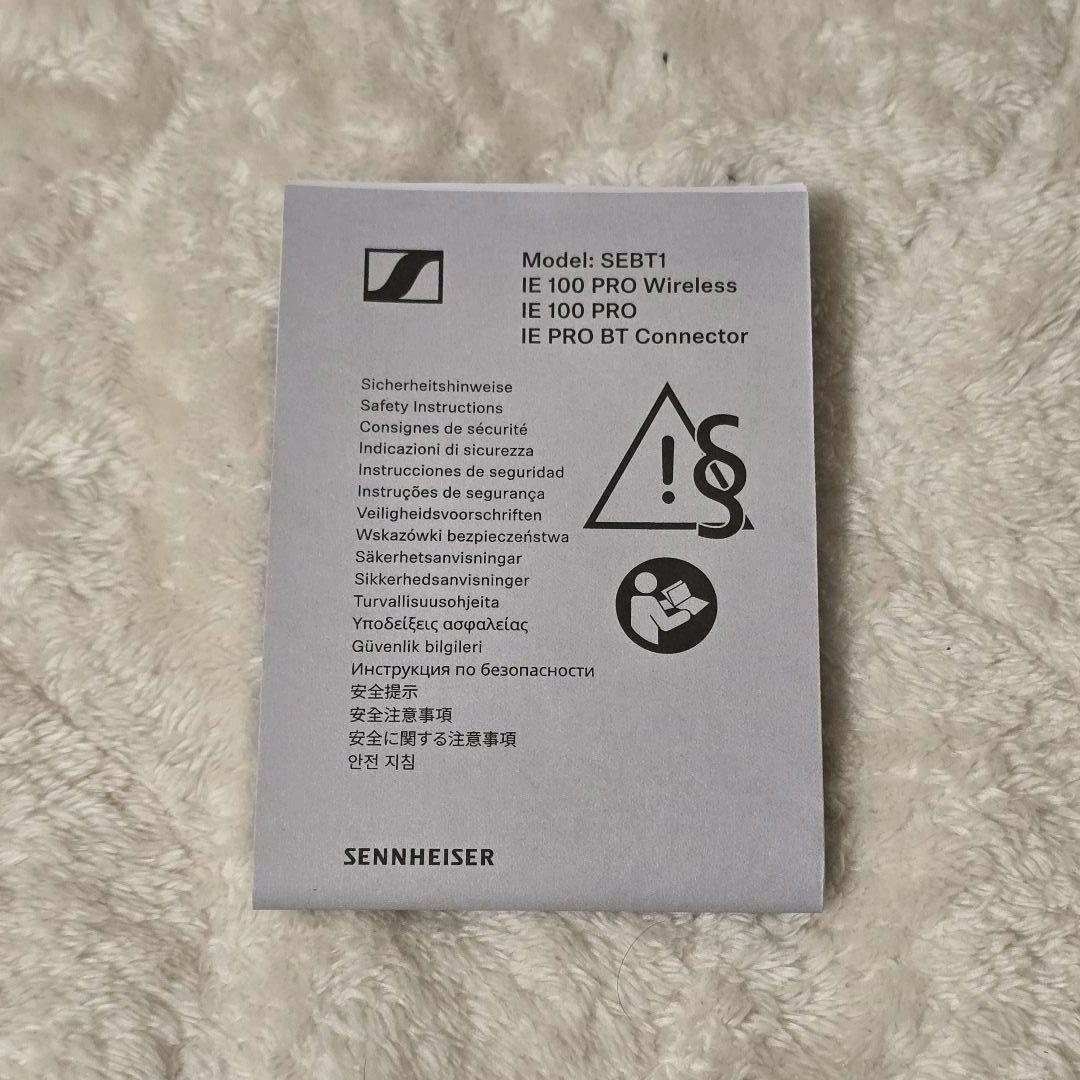 Model: SEBT1
IE 100 PRO Wireless
IE 100 PRO
IE PRO BT Connector
Sicherheitshinweise
Safety Instructions
Consignes de sécurité
Indicazioni di sicurezza
Instrucciones de seguridad
Instruções de segurança
Veiligheidsvoorschriften
Wskazówki bezpieczeństwa
Säkerhetsanvisningar
Sikkerhedsanvisninger
Turvallisuusohjeita
Υποδείξεις ασφαλείας
Güvenlik bilgileri
Инструкция по безопасности
安全提示
安全注意事項
安全に関する注意事項
안전 지침
! §
SENNHEISER